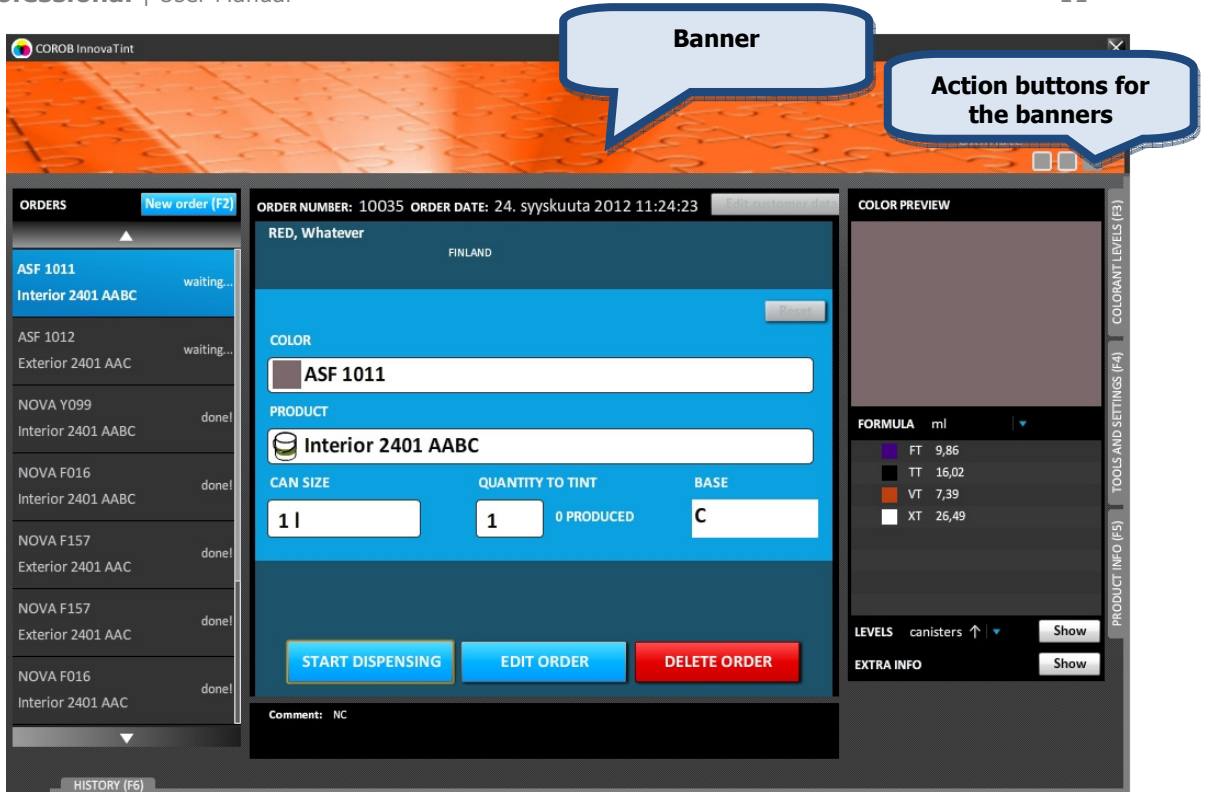 | User Manual
Banner
COROB InnovaTint
Action buttons for
the banners
ORDERS
New order (F2)
ORDER NUMBER: 10035 ORDER DATE: 24. syyskuuta 2012 11:24:23
Edit customer data
COLOR PREVIEW
RED, Whatever
FINLAND
ASF 1011
waiting...
Interior 2401 AABC
ASF 1012
waiting...
Exterior 2401 AAC
NOVA Y099
done!
Interior 2401 AABC
NOVA F016
done!
Interior 2401 AABC
NOVA F157
done!
Exterior 2401 AAC
NOVA F157
done!
Exterior 2401 AAC
NOVA F016
done!
Interior 2401 AAC
HISTORY (F6)
Reset
COLOR
ASF 1011
PRODUCT
Interior 2401 AABC
CAN SIZE
QUANTITY TO TINT
BASE
1 l
1
0 PRODUCED
C
START DISPENSING
EDIT ORDER
DELETE ORDER
Comment: NC
FORMULA ml
FT 9,86
TT 16,02
VT 7,39
XT 26,49
LEVELS canisters
Show
EXTRA INFO
Show
COLORANT LEVELS (F3)
TOOLS AND SETTINGS (F4)
PRODUCT INFO (F5)